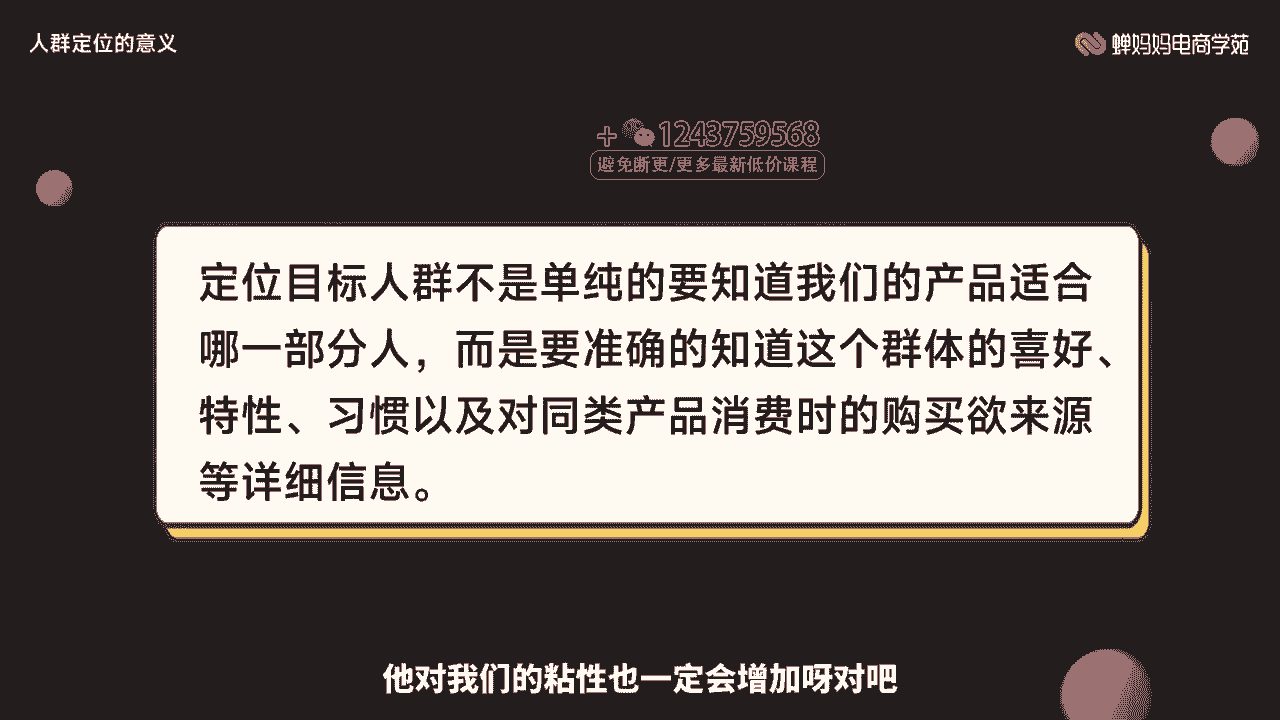 人群定位的意义
蝉妈妈电商学苑
+ 1243759568
避免断更/更多最新低价课程
定位目标人群不是单纯的要知道我们的产品适合
哪一部分人，而是要准确的知道这个群体的喜好、
特性、习惯以及对同类产品消费时的购买欲来源
等详细信息。
他对我们的粘性也一定会增加呀对吧